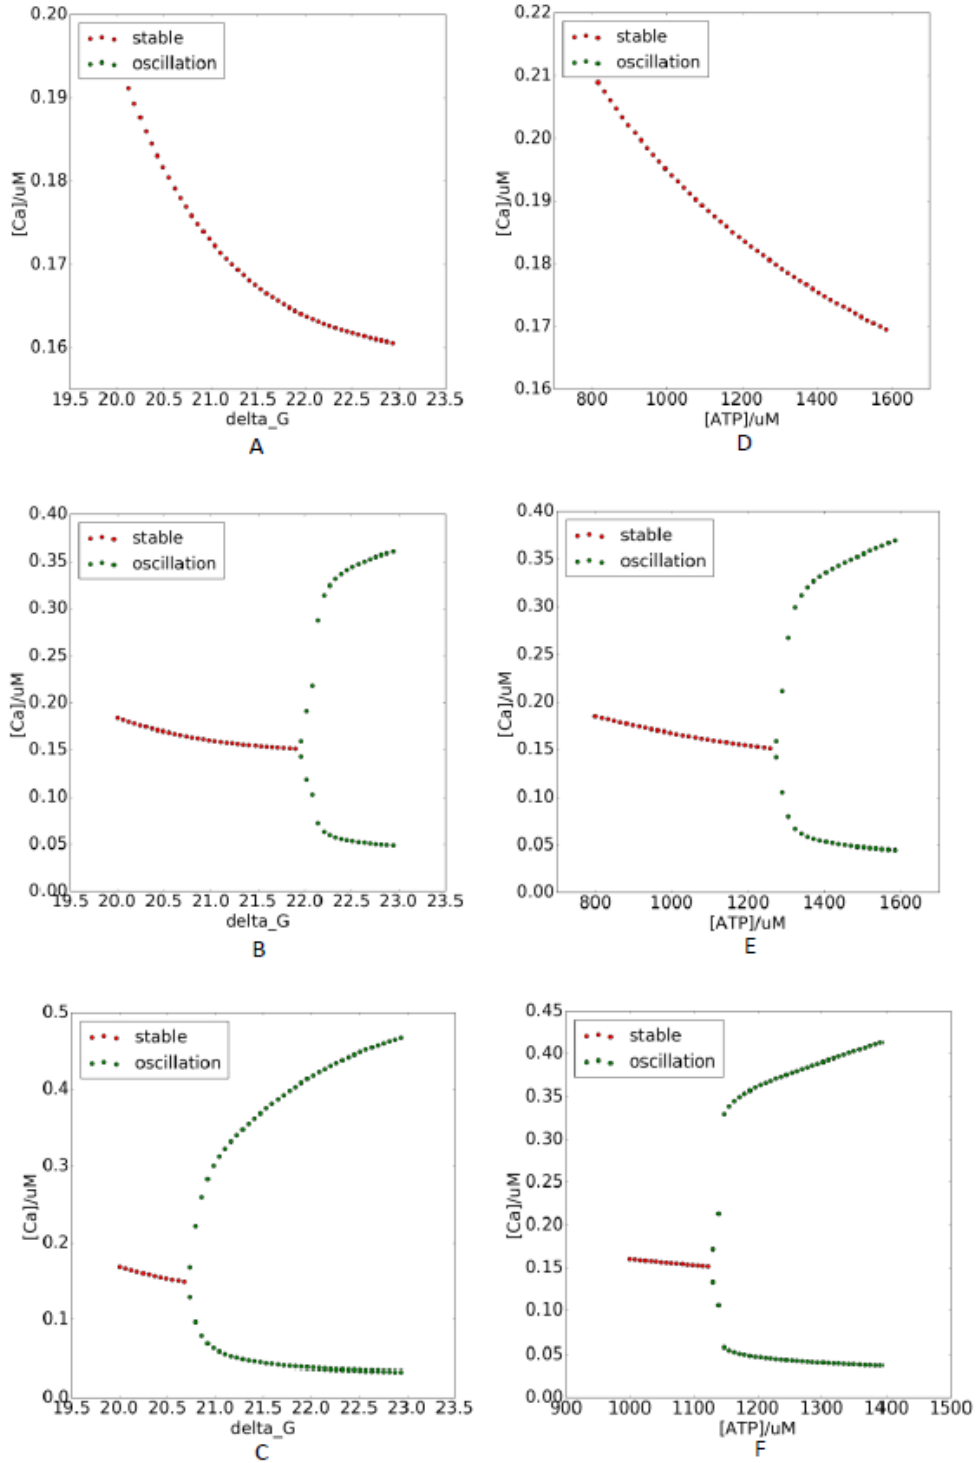 0.20
0.19
0.18
0.17
0.16
[Ca]/uM
stable
oscillation
19.5 20.0 20.5 21.0 21.5 22.0 22.5 23.0 23.5
delta_G
A
0.22
0.21
0.20
0.19
0.18
0.17
0.16
[Ca]/uM
stable
oscillation
800 1000 1200 1400 1600
[ATP]/uM
D
0.40
0.35
0.30
0.25
0.20
0.15
0.10
0.05
0.00
[Ca]/uM
stable
oscillation
19.5 20.0 20.5 21.0 21.5 22.0 22.5 23.0 23.5
delta_G
B
0.40
0.35
0.30
0.25
0.20
0.15
0.10
0.05
0.00
[Ca]/uM
stable
oscillation
800 1000 1200 1400 1600
[ATP]/uM
E
0.5
0.4
0.3
0.2
0.1
0.0
[Ca]/uM
stable
oscillation
19.5 20.0 20.5 21.0 21.5 22.0 22.5 23.0 23.5
delta_G
C
0.45
0.40
0.35
0.30
0.25
0.20
0.15
0.10
0.05
0.00
[Ca]/uM
stable
oscillation
900 1000 1100 1200 1300 1400 1500
[ATP]/uM
F